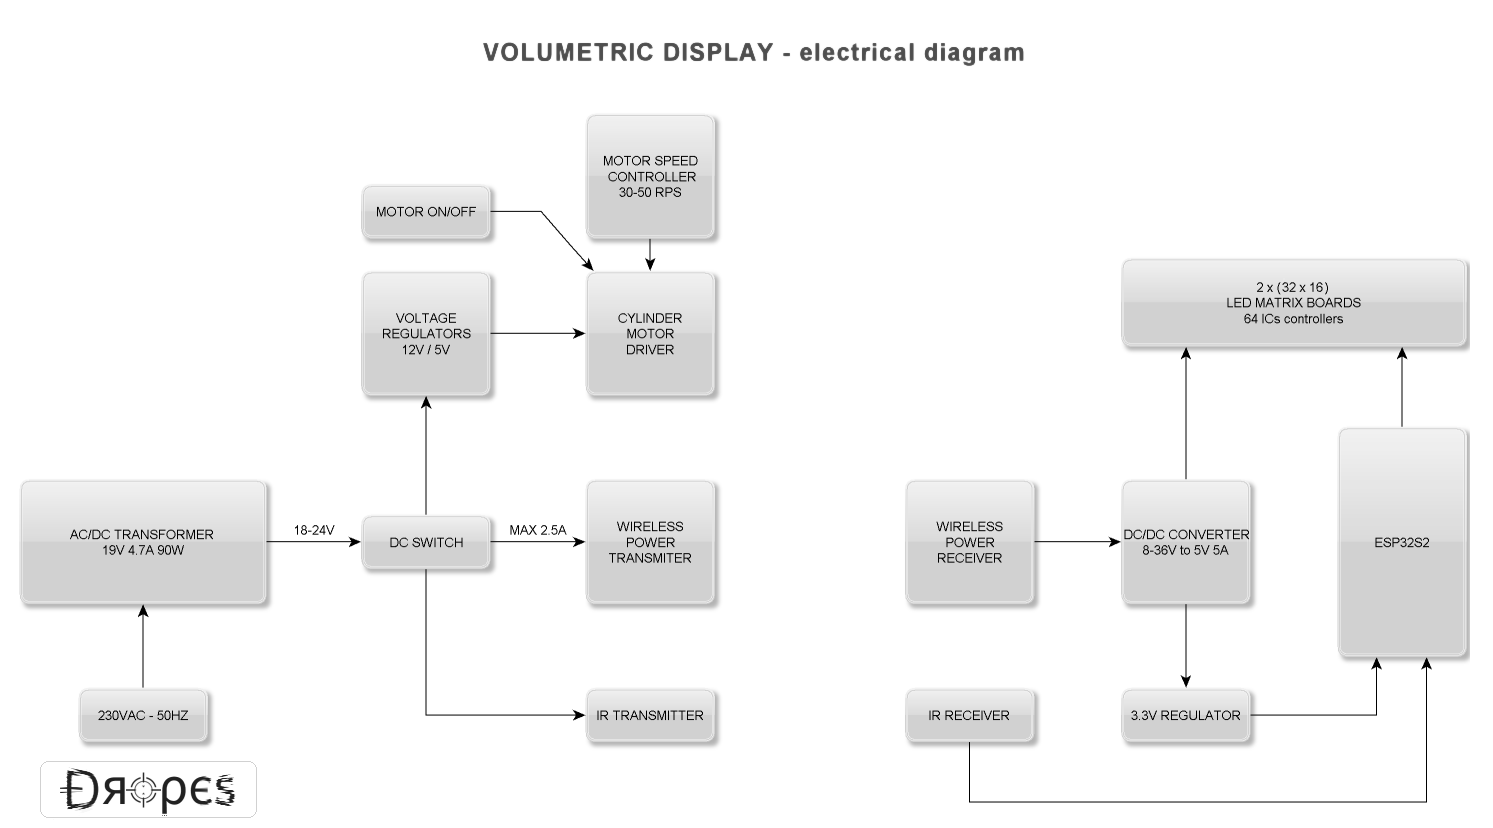 VOLUMETRIC DISPLAY - electrical diagram
MOTOR SPEED
CONTROLLER
30-50 RPS
MOTOR ON/OFF
VOLTAGE
REGULATORS
12V / 5V
CYLINDER
MOTOR
DRIVER
2 x (32 x 16)
LED MATRIX BOARDS
64 ICs controllers
AC/DC TRANSFORMER
19V 4.7A 90W
18-24V
DC SWITCH
MAX 2.5A
WIRELESS
POWER
TRANSMITER
WIRELESS
POWER
RECEIVER
DC/DC CONVERTER
8-36V to 5V 5A
ESP32S2
230VAC - 50HZ
IR TRANSMITTER
IR RECEIVER
3.3V REGULATOR
DЯOPES